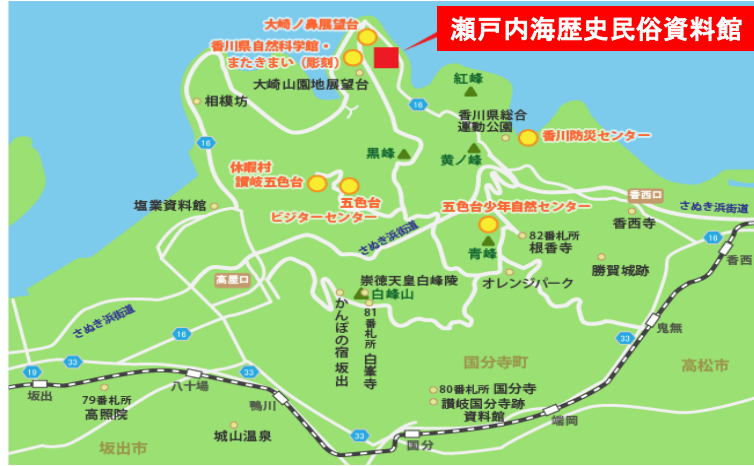 瀬戸内海歴史民俗資料館
大崎ノ鼻展望台
香川県自然科学館・
またきまい（彫刻）
大崎山園地展望台
相模坊
16
紅峰
香川県総合
運動公園
香川防災センター
16
黒峰
黄ノ峰
休暇村
讃岐五色台
五色台
ビジターセンター
塩業資料館
五色台少年自然センター
香西口
さぬき浜街道
香西寺
82番札所
根香寺
青峰
さぬき浜街道
16
香西
勝賀城跡
オレンジパーク
高屋口
崇徳天皇白峰陵
白峰山
かんぽの宿 坂出
81番札所 白峯寺
さぬき浜街道
16
鬼無
33
国分寺町
高松市
33
19
33
坂出
八十場
79番札所
高照院
鴨川
80番札所 国分寺
讃岐国分寺跡
資料館
端岡
城山温泉
33
国分
坂出市